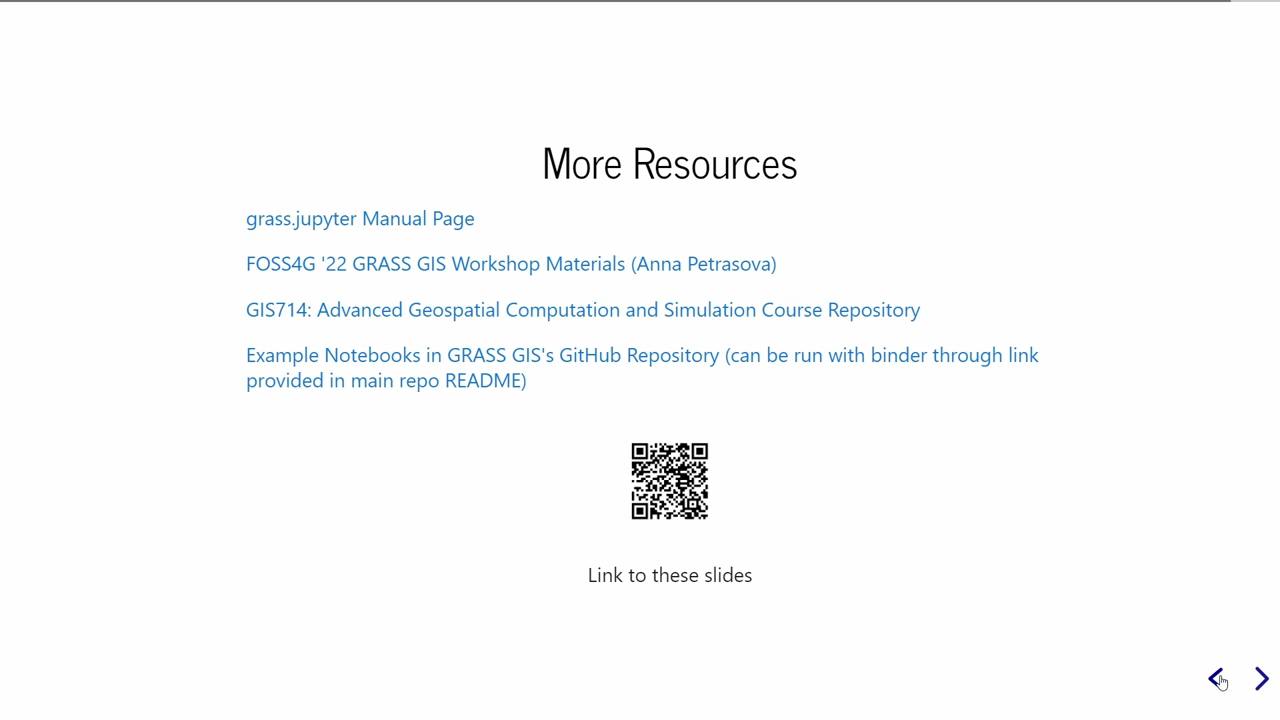 More Resources
grass.jupyter Manual Page
FOSS4G '22 GRASS GIS Workshop Materials (Anna Petrasova)
GIS714: Advanced Geospatial Computation and Simulation Course Repository
Example Notebooks in GRASS GIS's GitHub Repository (can be run with binder through link
provided in main repo README)
Link to these slides